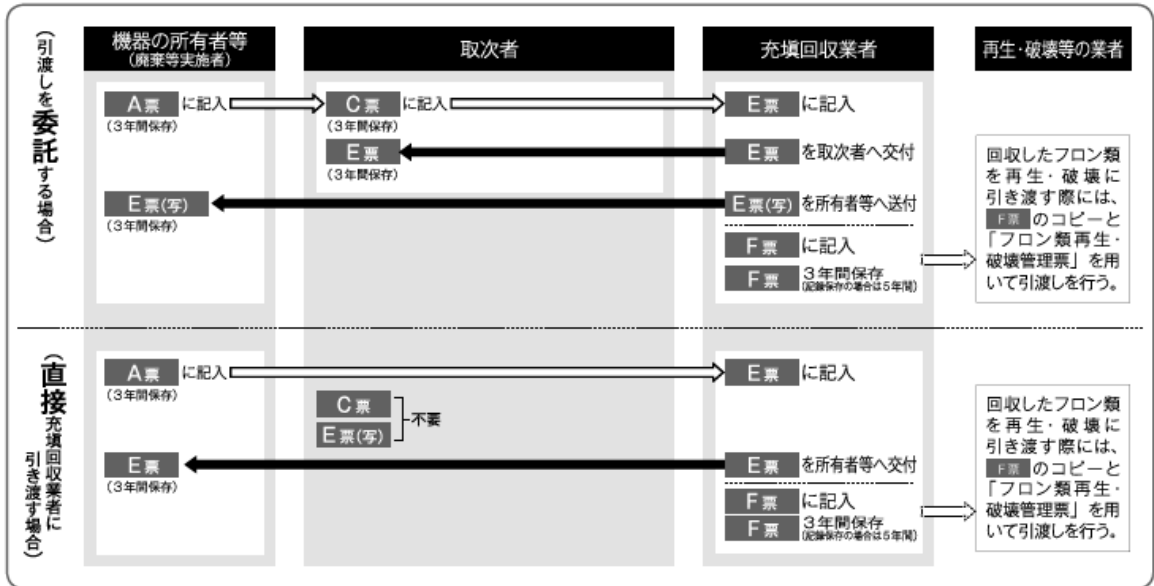 機器の所有者等
(廃棄等実施者)
取次者
充填回収業者
再生・破壊等の業者
(引渡しを委託する場合)
A票 に記入
(3年間保存)
C票 に記入
(3年間保存)
E票 に記入
E票
(3年間保存)
E票 を取次者へ交付
E票(写)
(3年間保存)
E票(写) を所有者等へ送付
F票 に記入
F票 3年間保存
(記録保存の場合は5年間)
回収したフロン類
を再生・破壊に
引き渡す際には、
F票 のコピーと
「フロン類再生・
破壊管理票」を用
いて引渡しを行う。
(直接充填回収業者に
引き渡す場合)
A票 に記入
(3年間保存)
E票 に記入
C票
E票(写)
不要
E票
(3年間保存)
E票 を所有者等へ交付
F票 に記入
F票 3年間保存
(記録保存の場合は5年間)
回収したフロン類
を再生・破壊に
引き渡す際には、
F票 のコピーと
「フロン類再生・
破壊管理票」を用
いて引渡しを行う。